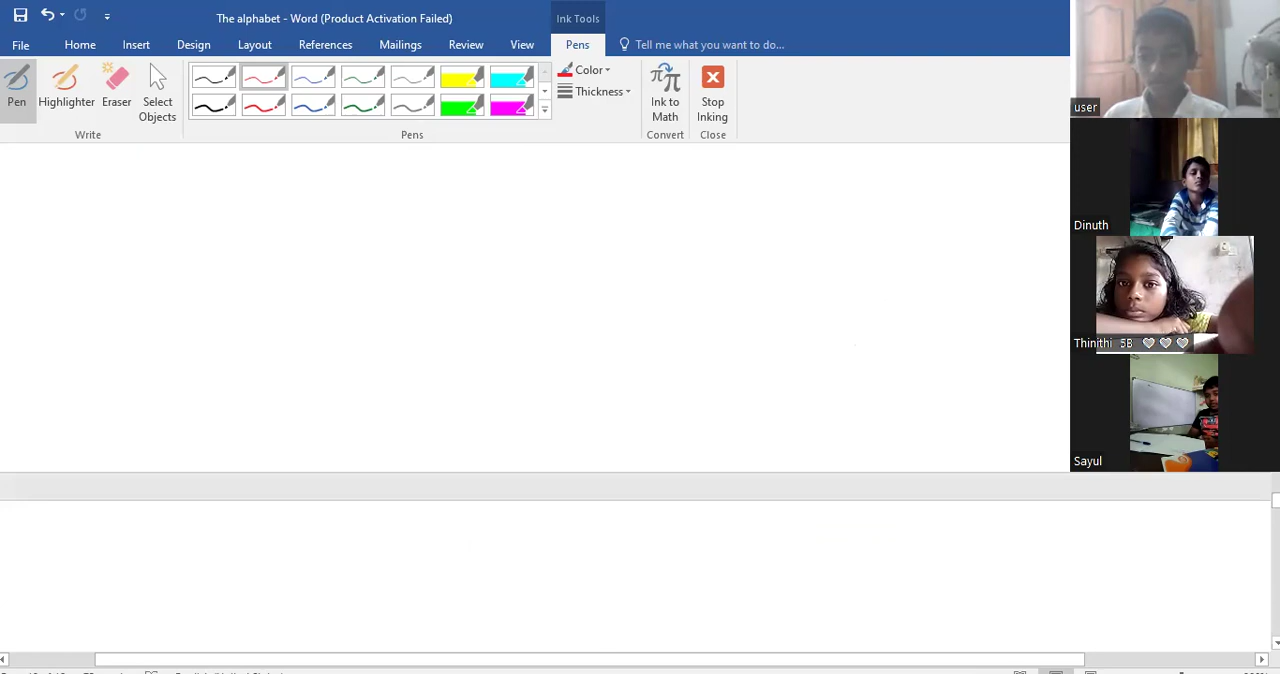 The alphabet - Word (Product Activation Failed)
Ink Tools
File
Home
Insert
Design
Layout
References
Mailings
Review
View
Pens
Tell me what you want to do...
Pen
Highlighter
Eraser
Select
Objects
Color
Thickness
Ink to
Math
Stop
Inking
Write
Pens
Convert
Close
user
Dinuth
Thinithi 5B 🤍 🤍 🤍
Sayul